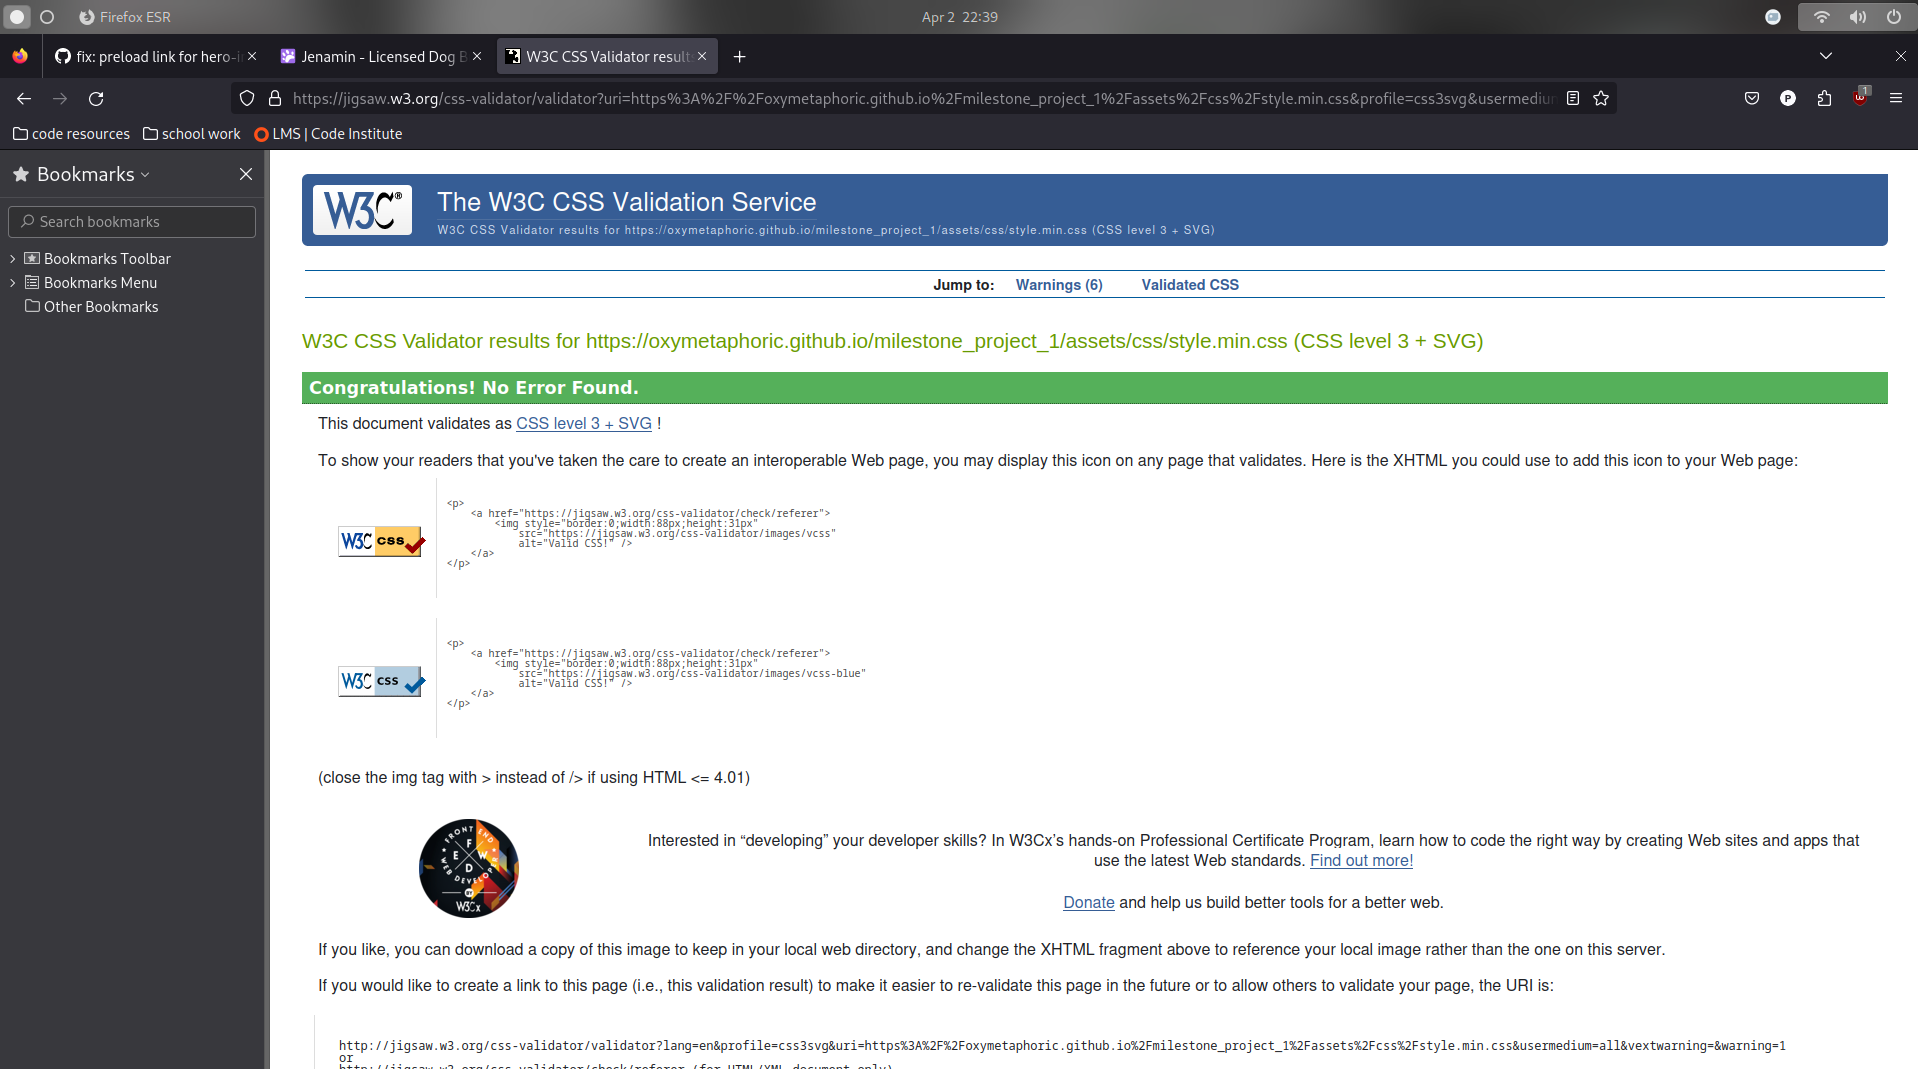 Firefox ESR
Apr 2 22:39
fix: preload link for hero-i
Jenamin - Licensed Dog B
W3C CSS Validator results
https://jigsaw.w3.org/css-validator/validator?uri=https%3A%2F%2Foxymetaphoric.github.io%2Fmilestone_project_1%2Fassets%2Fcss%2Fstyle.min.css&profile=css3svg&usermedium
P
1
code resources
school work
LMS | Code Institute
Bookmarks
Search bookmarks
Bookmarks Toolbar
Bookmarks Menu
Other Bookmarks
W3C®
The W3C CSS Validation Service
W3C CSS Validator results for https://oxymetaphoric.github.io/milestone_project_1/assets/css/style.min.css (CSS level 3 + SVG)
Jump to: Warnings (6) Validated CSS
W3C CSS Validator results for https://oxymetaphoric.github.io/milestone_project_1/assets/css/style.min.css (CSS level 3 + SVG)
Congratulations! No Error Found.
This document validates as CSS level 3 + SVG !
To show your readers that you've taken the care to create an interoperable Web page, you may display this icon on any page that validates. Here is the XHTML you could use to add this icon to your Web page:
W3C css
<p>
<a href="https://jigsaw.w3.org/css-validator/check/referer">
<img style="border:0;width:88px;height:31px"
src="https://jigsaw.w3.org/css-validator/images/vcss"
alt="Valid CSS!" />
</a>
</p>
W3C css
<p>
<a href="https://jigsaw.w3.org/css-validator/check/referer">
<img style="border:0;width:88px;height:31px"
src="https://jigsaw.w3.org/css-validator/images/vcss-blue"
alt="Valid CSS!" />
</a>
</p>
(close the img tag with > instead of /> if using HTML <= 4.01)
FRONT END
F
E W
D
WEB DEVELOPER
BY
W3Cx
Interested in “developing” your developer skills? In W3Cx’s hands-on Professional Certificate Program, learn how to code the right way by creating Web sites and apps that
use the latest Web standards. Find out more!
Donate and help us build better tools for a better web.
If you like, you can download a copy of this image to keep in your local web directory, and change the XHTML fragment above to reference your local image rather than the one on this server.
If you would like to create a link to this page (i.e., this validation result) to make it easier to re-validate this page in the future or to allow others to validate your page, the URI is:
http://jigsaw.w3.org/css-validator/validator?lang=en&profile=css3svg&uri=https%3A%2F%2Foxymetaphoric.github.io%2Fmilestone_project_1%2Fassets%2Fcss%2Fstyle.min.css&usermedium=all&vextwarning=&warning=1
or
http://jigsaw.w3.org/css-validator/check/referer (for HTML/XML document only)